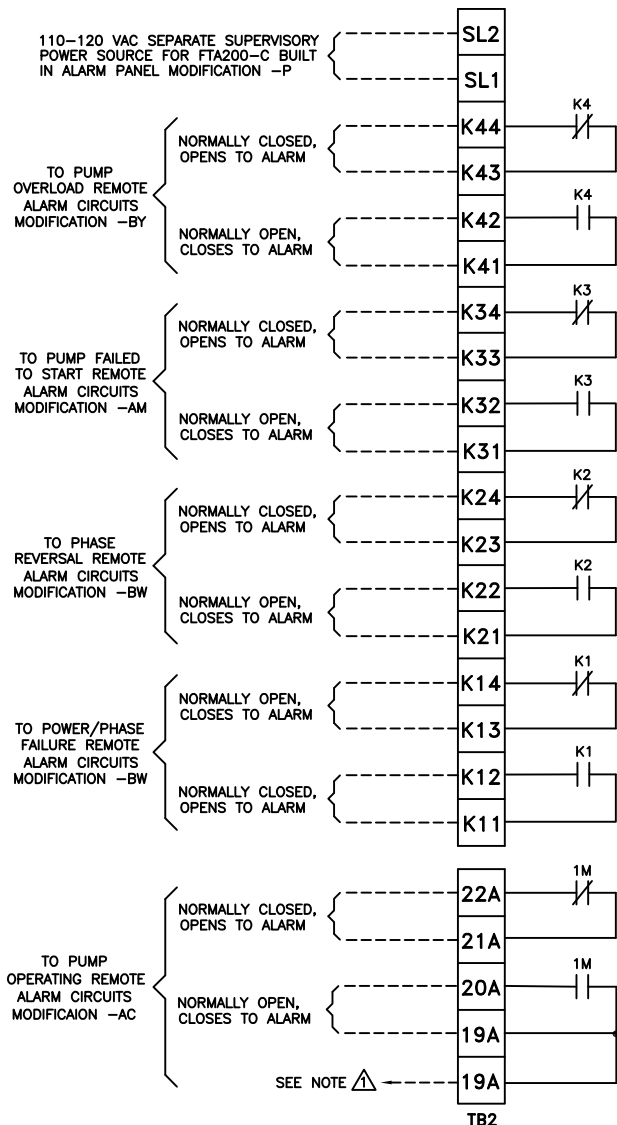 110–120 VAC SEPARATE SUPERVISORY
POWER SOURCE FOR FTA200–C BUILT
IN ALARM PANEL MODIFICATION –P
SL2
SL1
TO PUMP
OVERLOAD REMOTE
ALARM CIRCUITS
MODIFICATION –BY
NORMALLY CLOSED,
OPENS TO ALARM
K44
K4
K43
NORMALLY OPEN,
CLOSES TO ALARM
K42
K4
K41
TO PUMP FAILED
TO START REMOTE
ALARM CIRCUITS
MODIFICATION –AM
NORMALLY CLOSED,
OPENS TO ALARM
K34
K3
K33
NORMALLY OPEN,
CLOSES TO ALARM
K32
K3
K31
TO PHASE
REVERSAL REMOTE
ALARM CIRCUITS
MODIFICATION –BW
NORMALLY CLOSED,
OPENS TO ALARM
K24
K2
K23
NORMALLY OPEN,
CLOSES TO ALARM
K22
K2
K21
TO POWER/PHASE
FAILURE REMOTE
ALARM CIRCUITS
MODIFICATION –BW
NORMALLY OPEN,
CLOSES TO ALARM
K14
K1
K13
NORMALLY CLOSED,
OPENS TO ALARM
K12
K1
K11
TO PUMP
OPERATING REMOTE
ALARM CIRCUITS
MODIFICAION –AC
NORMALLY CLOSED,
OPENS TO ALARM
22A
1M
21A
NORMALLY OPEN,
CLOSES TO ALARM
20A
1M
19A
SEE NOTE 1
19A
TB2